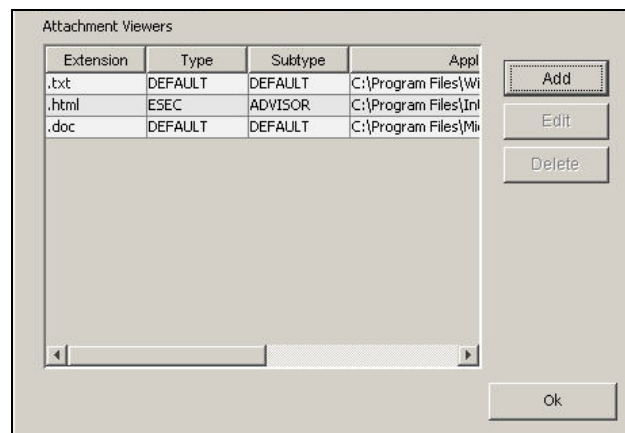 Attachment Viewers
Extension Type Subtype Appl
.txt DEFAULT DEFAULT C:\Program Files\Wi
.html ESEC ADVISOR C:\Program Files\Int
.doc DEFAULT DEFAULT C:\Program Files\Mi
Add
Edit
Delete
Ok